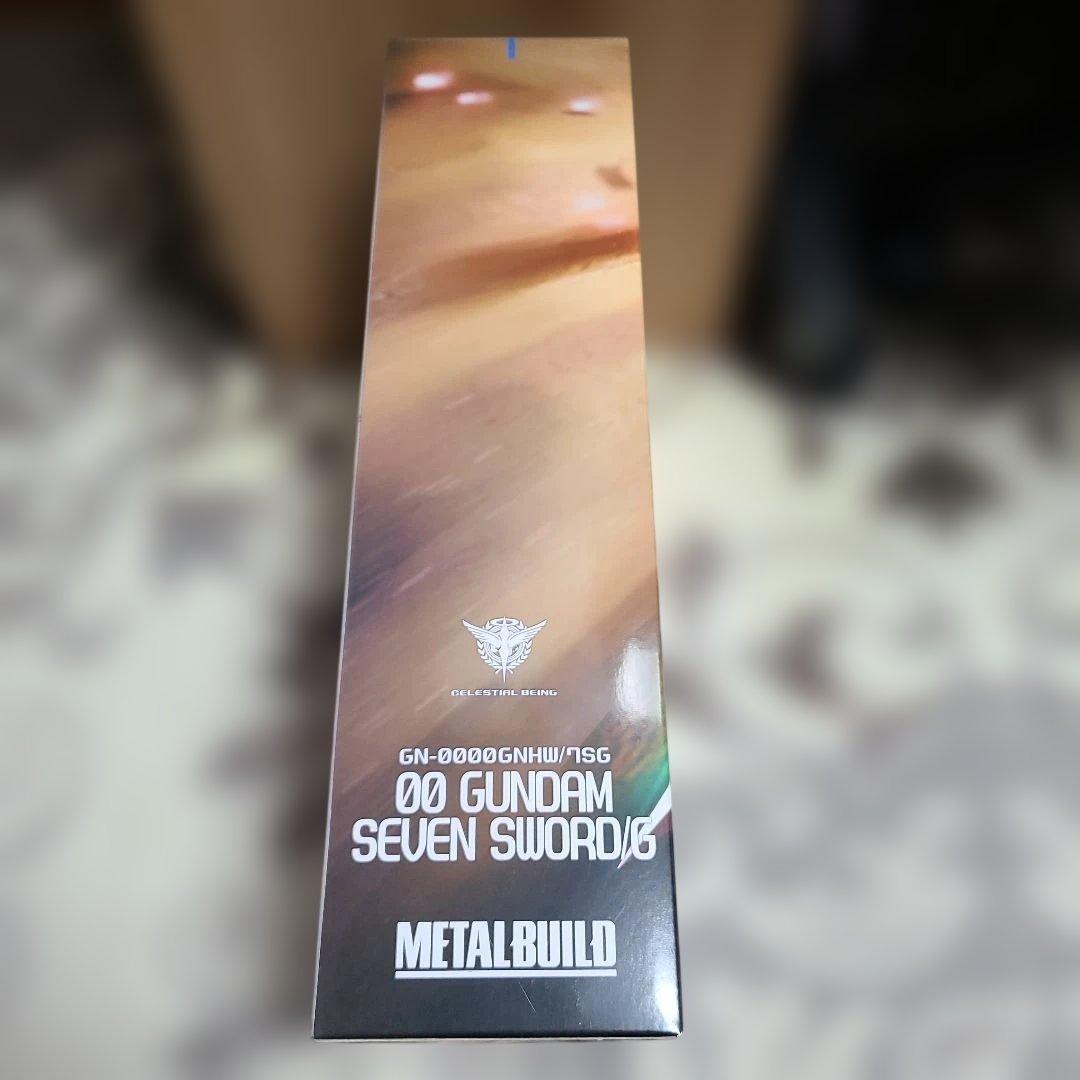 CELESTIAL BEING
GN-0000GNHW/7SG
00 GUNDAM
SEVEN SWORD/G
METALBUILD